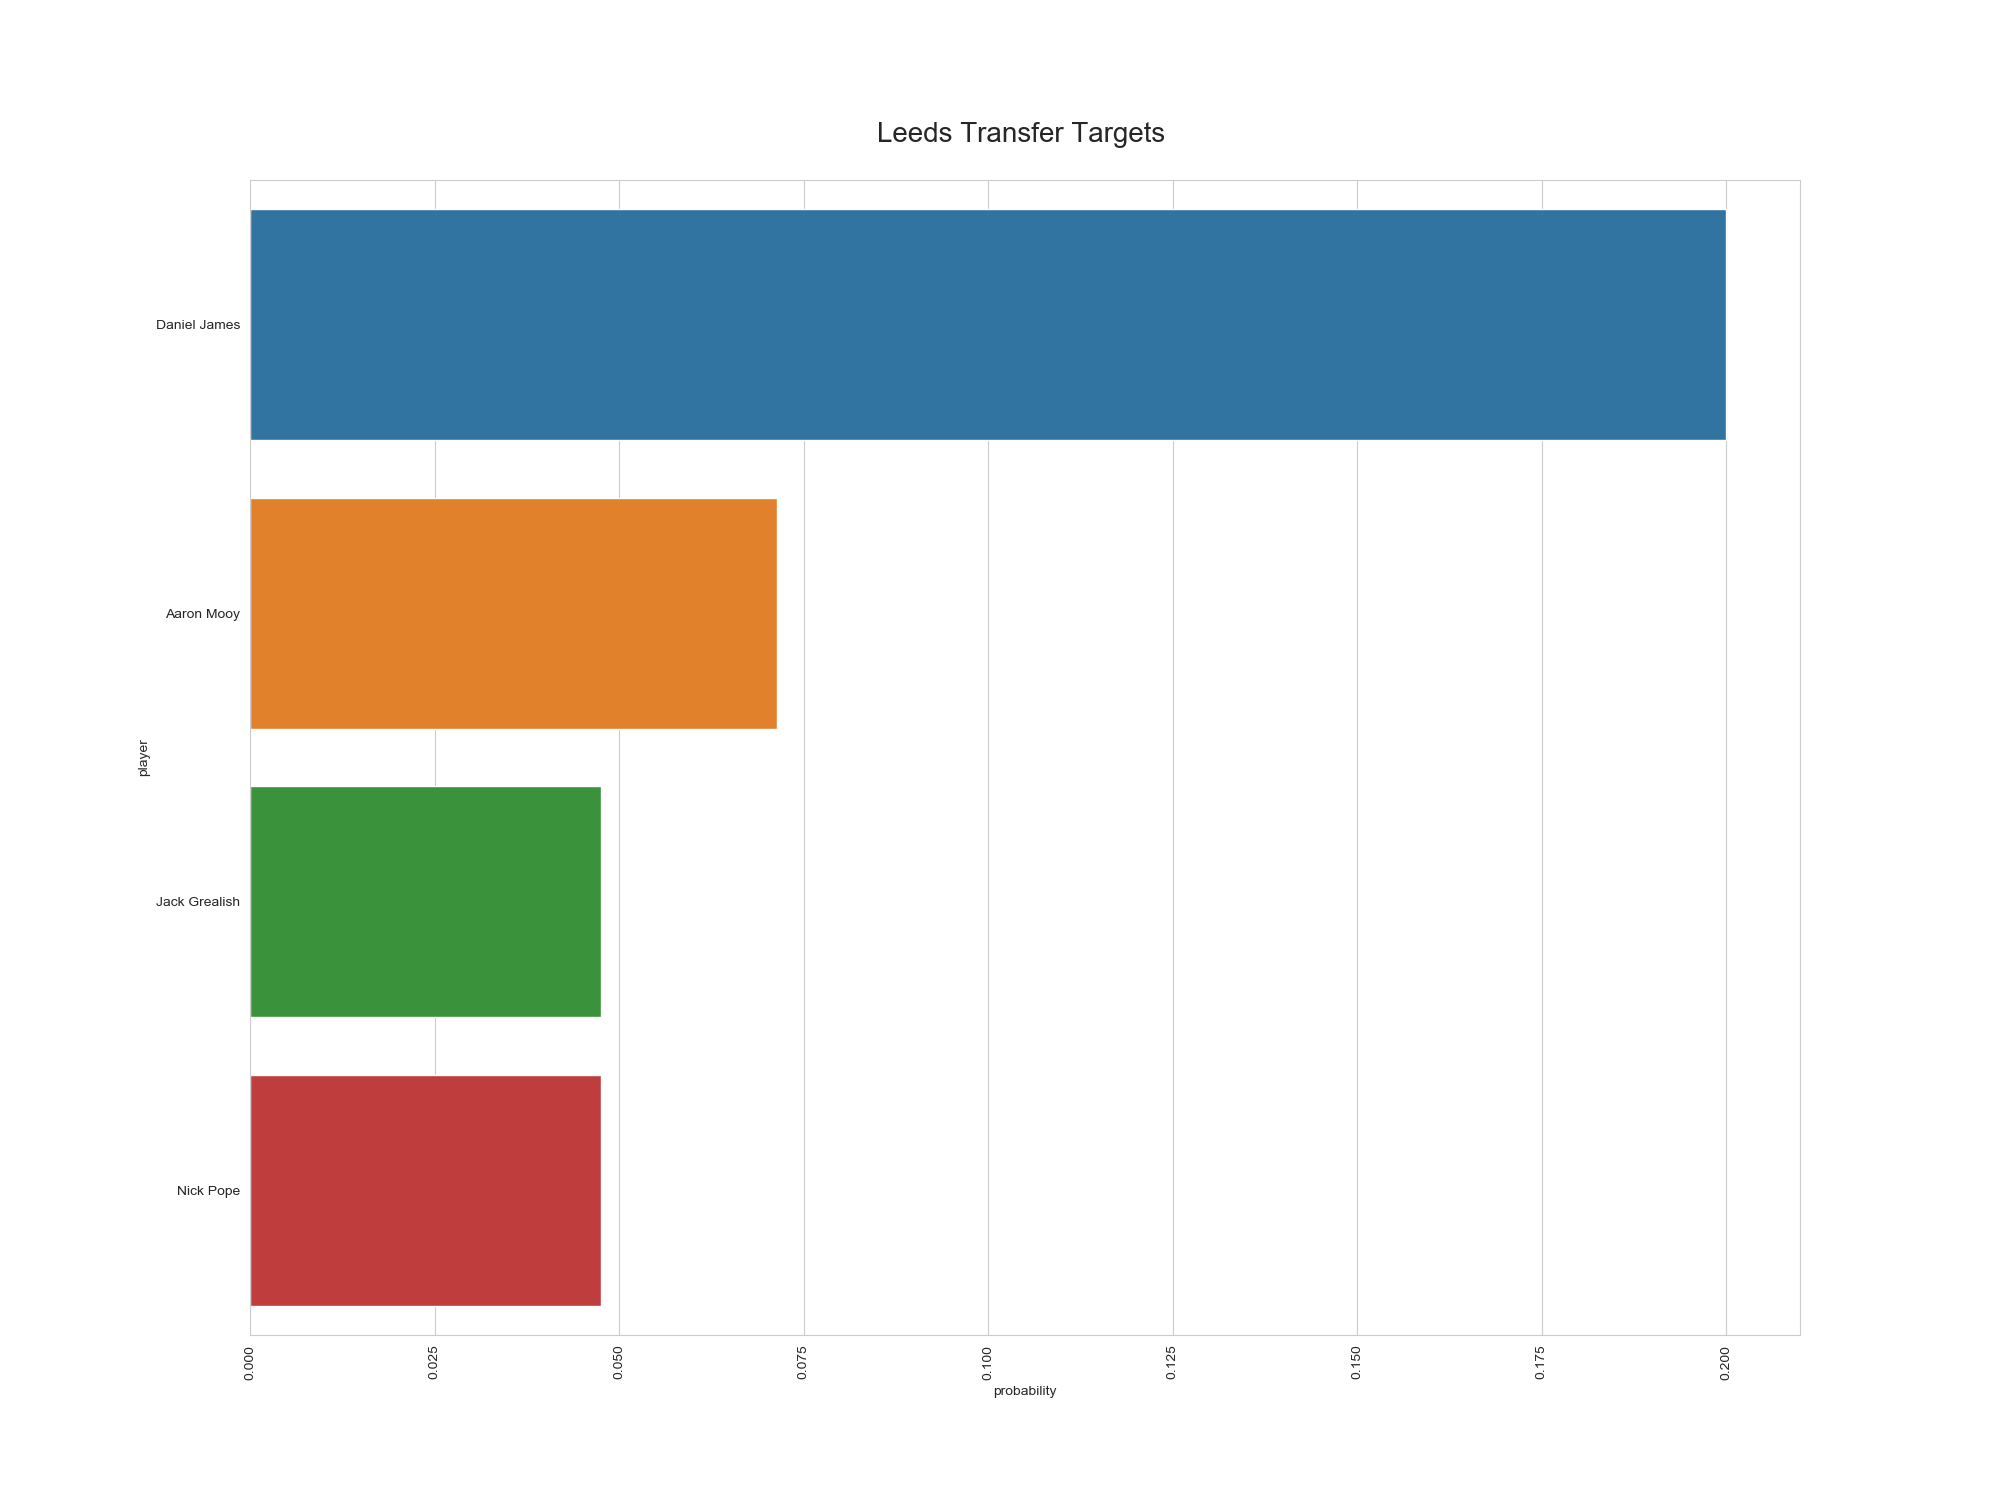 Leeds Transfer Targets
Daniel James
Aaron Mooy
Jack Grealish
Nick Pope
player
0.000
0.025
0.050
0.075
0.100
0.125
0.150
0.175
0.200
probability